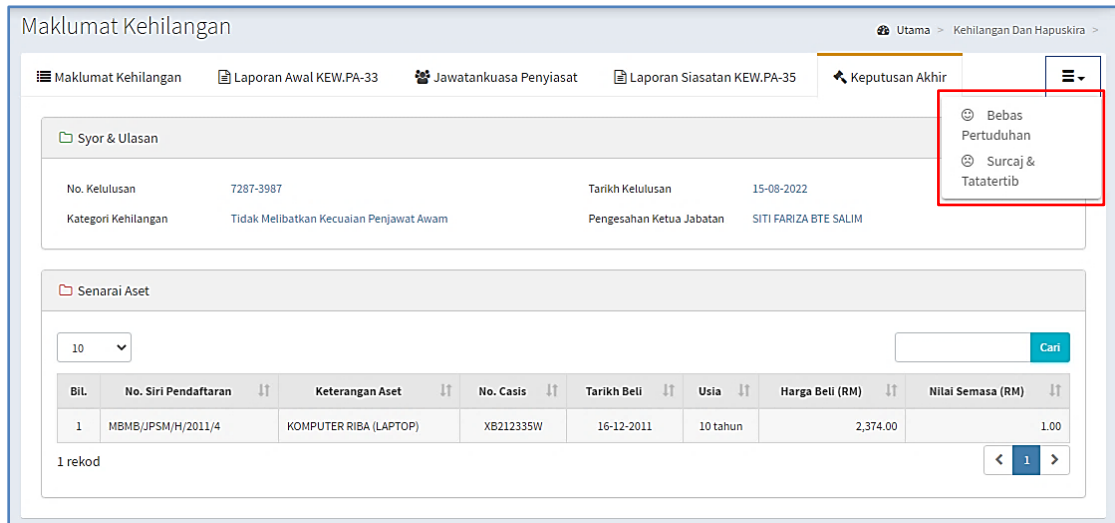 Maklumat Kehilangan
Utama > Kehilangan Dan Hapuskira >
Maklumat Kehilangan Laporan Awal KEW.PA-33 Jawatankuasa Penyiasat Laporan Siasatan KEW.PA-35 Keputusan Akhir
Bebas
Pertuduhan
Surcaj &
Tatatertib
Syor & Ulasan
No. Kelulusan 7287-3987 Tarikh Kelulusan 15-08-2022
Kategori Kehilangan Tidak Melibatkan Kecuaian Penjawat Awam Pengesahan Ketua Jabatan SITI FARIZA BTE SALIM
Senarai Aset
10 Cari
Bil. No. Siri Pendaftaran Keterangan Aset No. Casis Tarikh Beli Usia Harga Beli (RM) Nilai Semasa (RM)
1 MBMB/JPSM/H/2011/4 KOMPUTER RIBA (LAPTOP) XB212335W 16-12-2011 10 tahun 2,374.00 1.00
1 rekod < 1 >